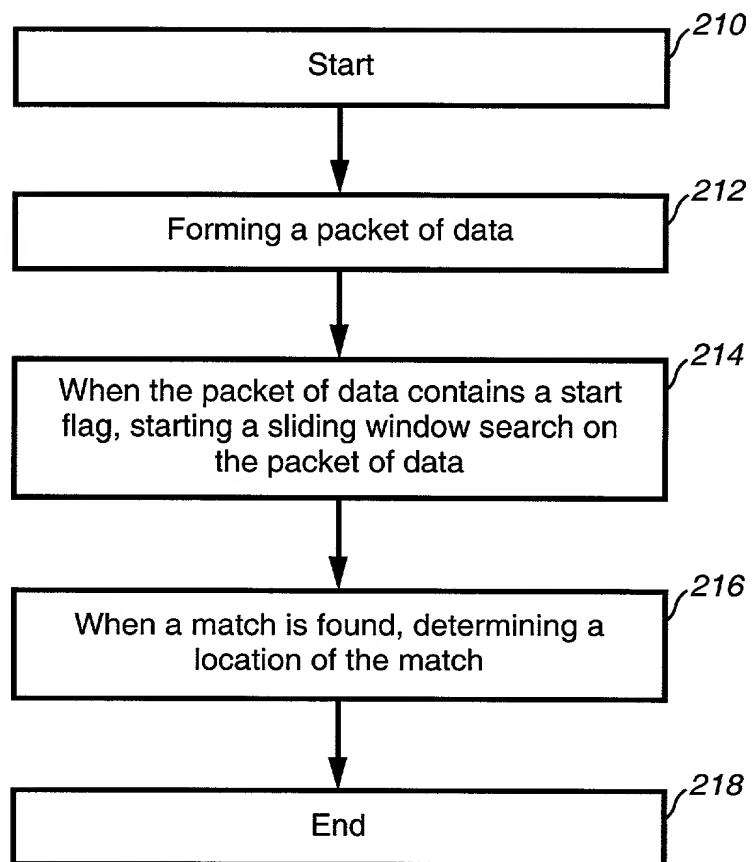 210
Start
212
Forming a packet of data
214
When the packet of data contains a start
flag, starting a sliding window search on
the packet of data
216
When a match is found, determining a
location of the match
218
End